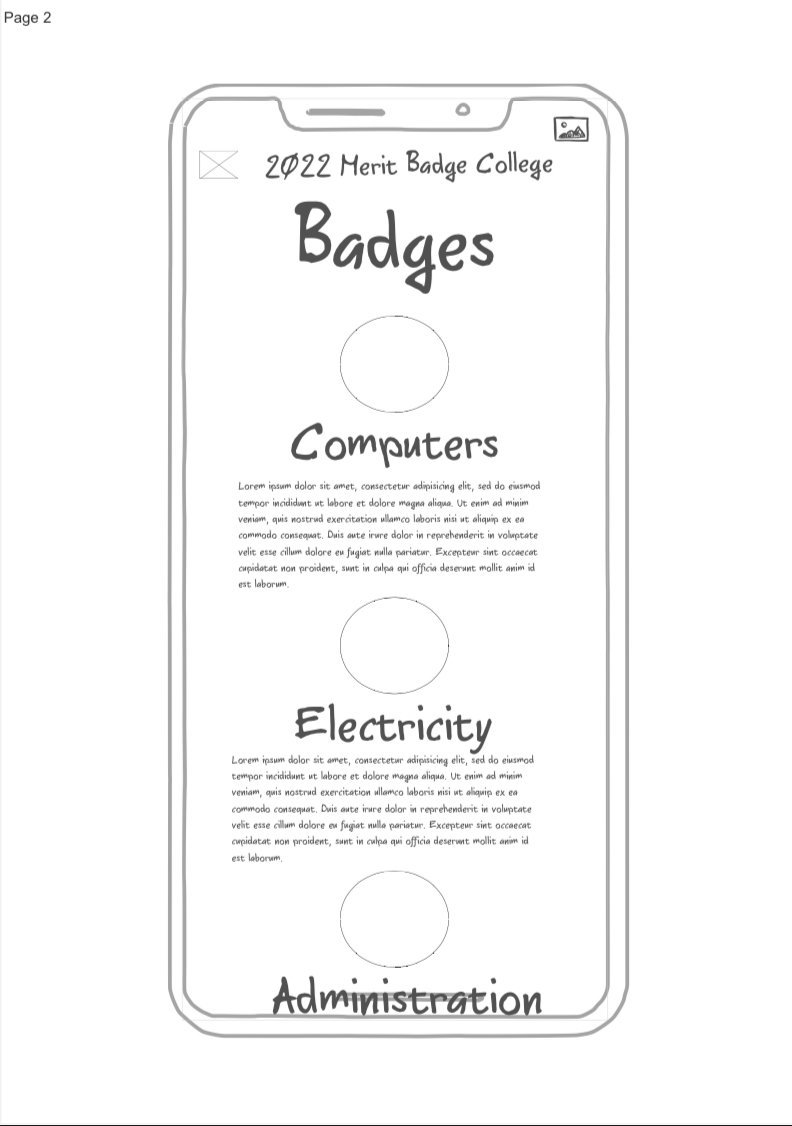 Page 2
2022 Merit Badge College
Badges
Computers
Lorem ipsum dolor sit amet, consectetur adipisicing elit, sed do eiusmod
tempor incididunt ut labore et dolore magna aliqua. Ut enim ad minim
veniam, quis nostrud exercitation ullamco laboris nisi ut aliquip ex ea
commodo consequat. Duis aute irure dolor in reprehenderit in voluptate
velit esse cillum dolore eu fugiat nulla pariatur. Excepteur sint occaecat
cupidatat non proident, sunt in culpa qui officia deserunt mollit anim id
est laborum.
Electricity
Lorem ipsum dolor sit amet, consectetur adipisicing elit, sed do eiusmod
tempor incididunt ut labore et dolore magna aliqua. Ut enim ad minim
veniam, quis nostrud exercitation ullamco laboris nisi ut aliquip ex ea
commodo consequat. Duis aute irure dolor in reprehenderit in voluptate
velit esse cillum dolore eu fugiat nulla pariatur. Excepteur sint occaecat
cupidatat non proident, sunt in culpa qui officia deserunt mollit anim id
est laborum.
Administration